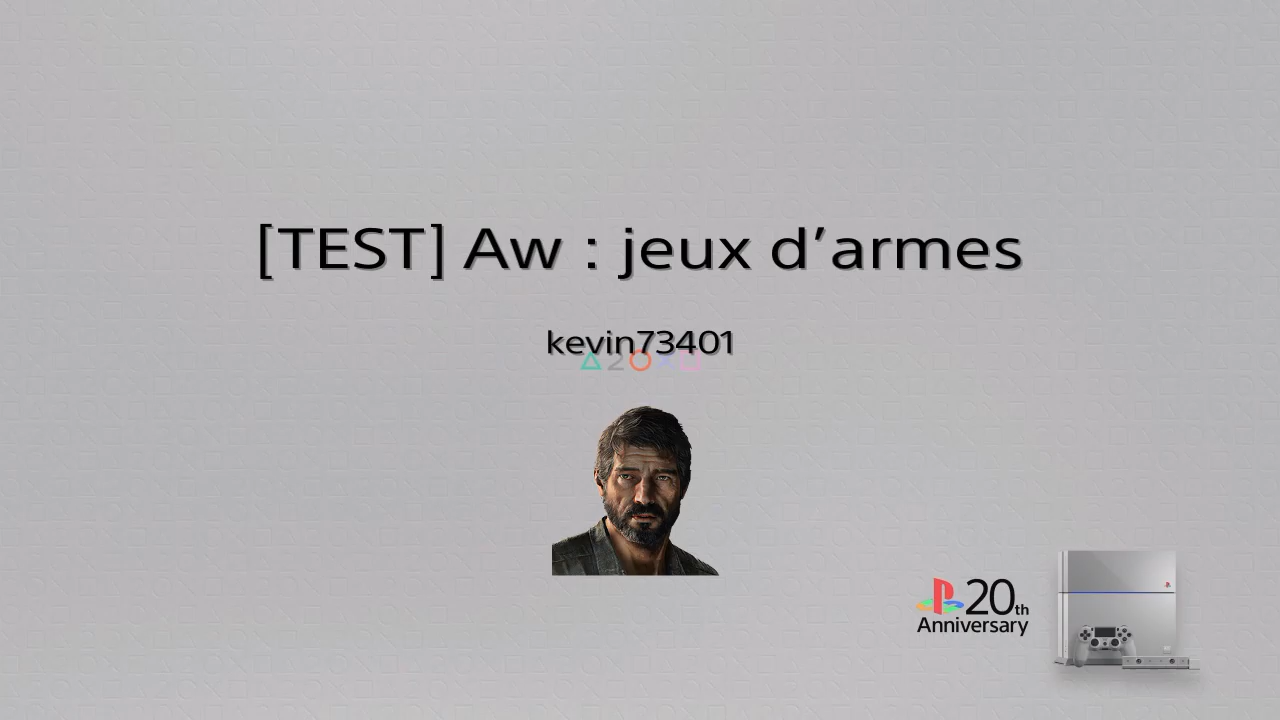 [TEST] Aw : jeux d’armes
kevin73401
20th
Anniversary